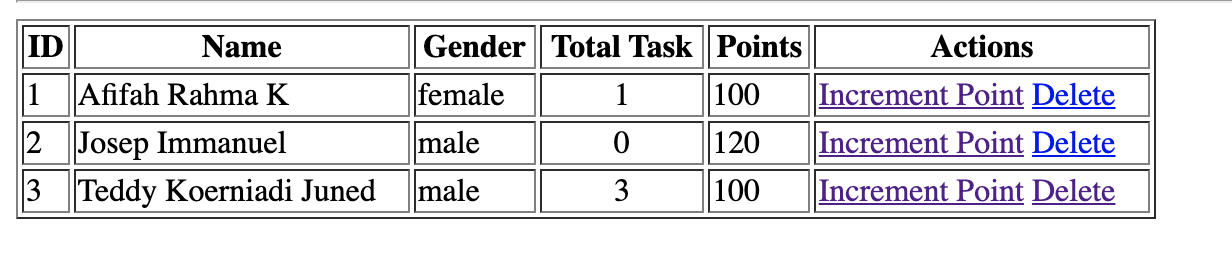 ID Name Gender Total Task Points Actions
1 Afifah Rahma K female 1 100 Increment Point Delete
2 Josep Immanuel male 0 120 Increment Point Delete
3 Teddy Koerniadi Juned male 3 100 Increment Point Delete